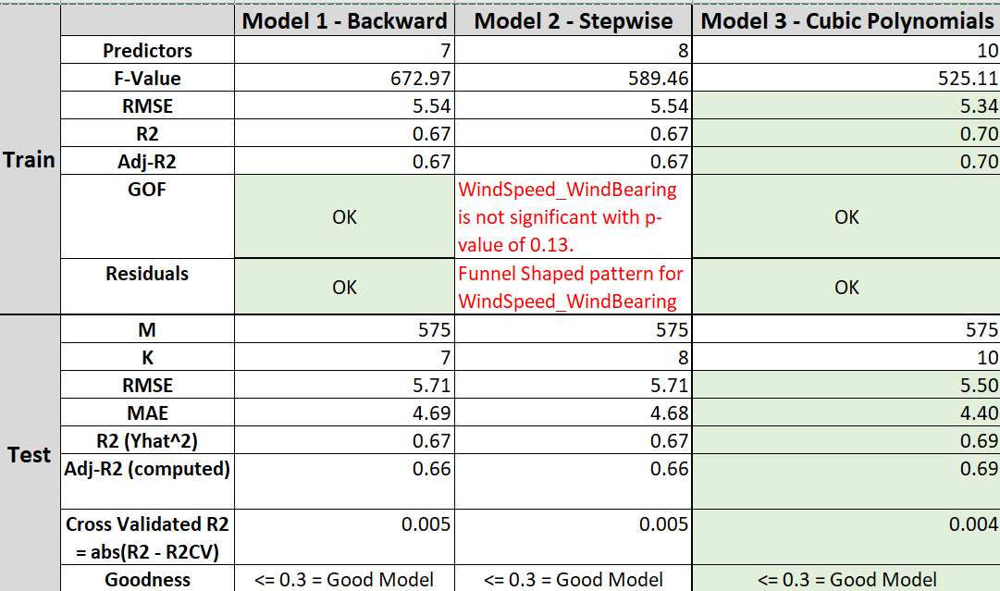 Model 1 - Backward Model 2 - Stepwise Model 3 - Cubic Polynomials
Train
Predictors 7 8 10
F-Value 672.97 589.46 525.11
RMSE 5.54 5.54 5.34
R2 0.67 0.67 0.70
Adj-R2 0.67 0.67 0.70
GOF OK WindSpeed_WindBearing
is not significant with p-
value of 0.13. OK
Residuals OK Funnel Shaped pattern for
WindSpeed_WindBearing OK
Test
M 575 575 575
K 7 8 10
RMSE 5.71 5.71 5.50
MAE 4.69 4.68 4.40
R2 (Yhat^2) 0.67 0.67 0.69
Adj-R2 (computed) 0.66 0.66 0.69
Cross Validated R2 0.005 0.005 0.004
= abs(R2 - R2CV)
Goodness <= 0.3 = Good Model <= 0.3 = Good Model <= 0.3 = Good Model